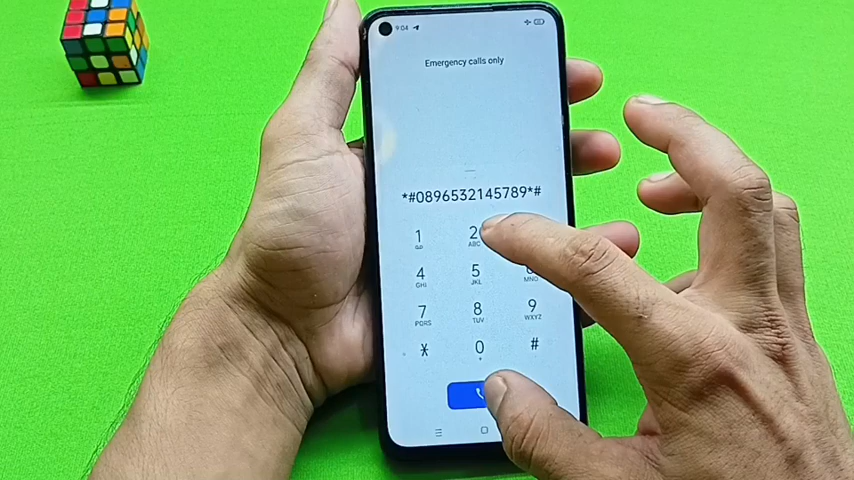 9:04
Emergency calls only
*#0896532145789*#
1 2
ABC
4 5
GHI JKL MNO
7 8 9
PQRS TUV WXYZ
* 0 #
+